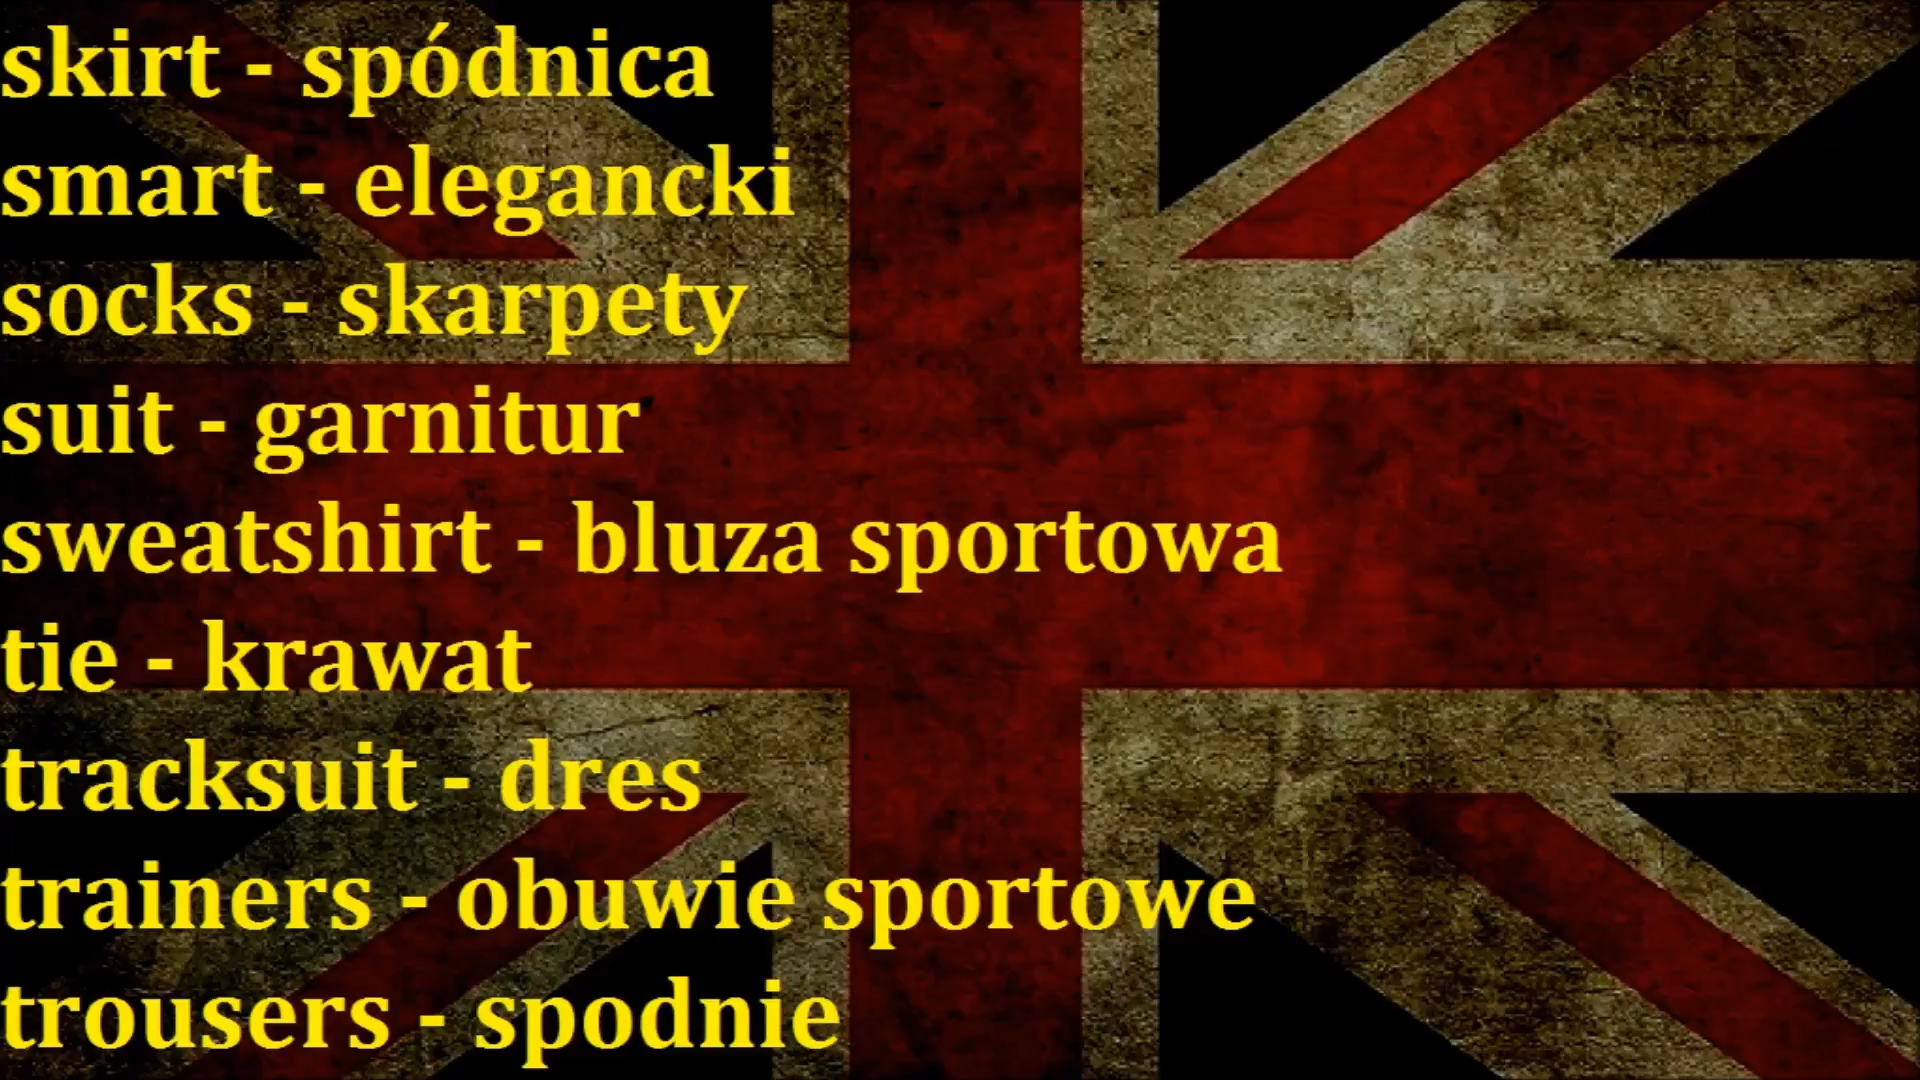 skirt - spódnica
smart - elegancki
socks - skarpety
suit - garnitur
sweatshirt - bluza sportowa
tie - krawat
tracksuit - dres
trainers - obuwie sportowe
trousers - spodnie